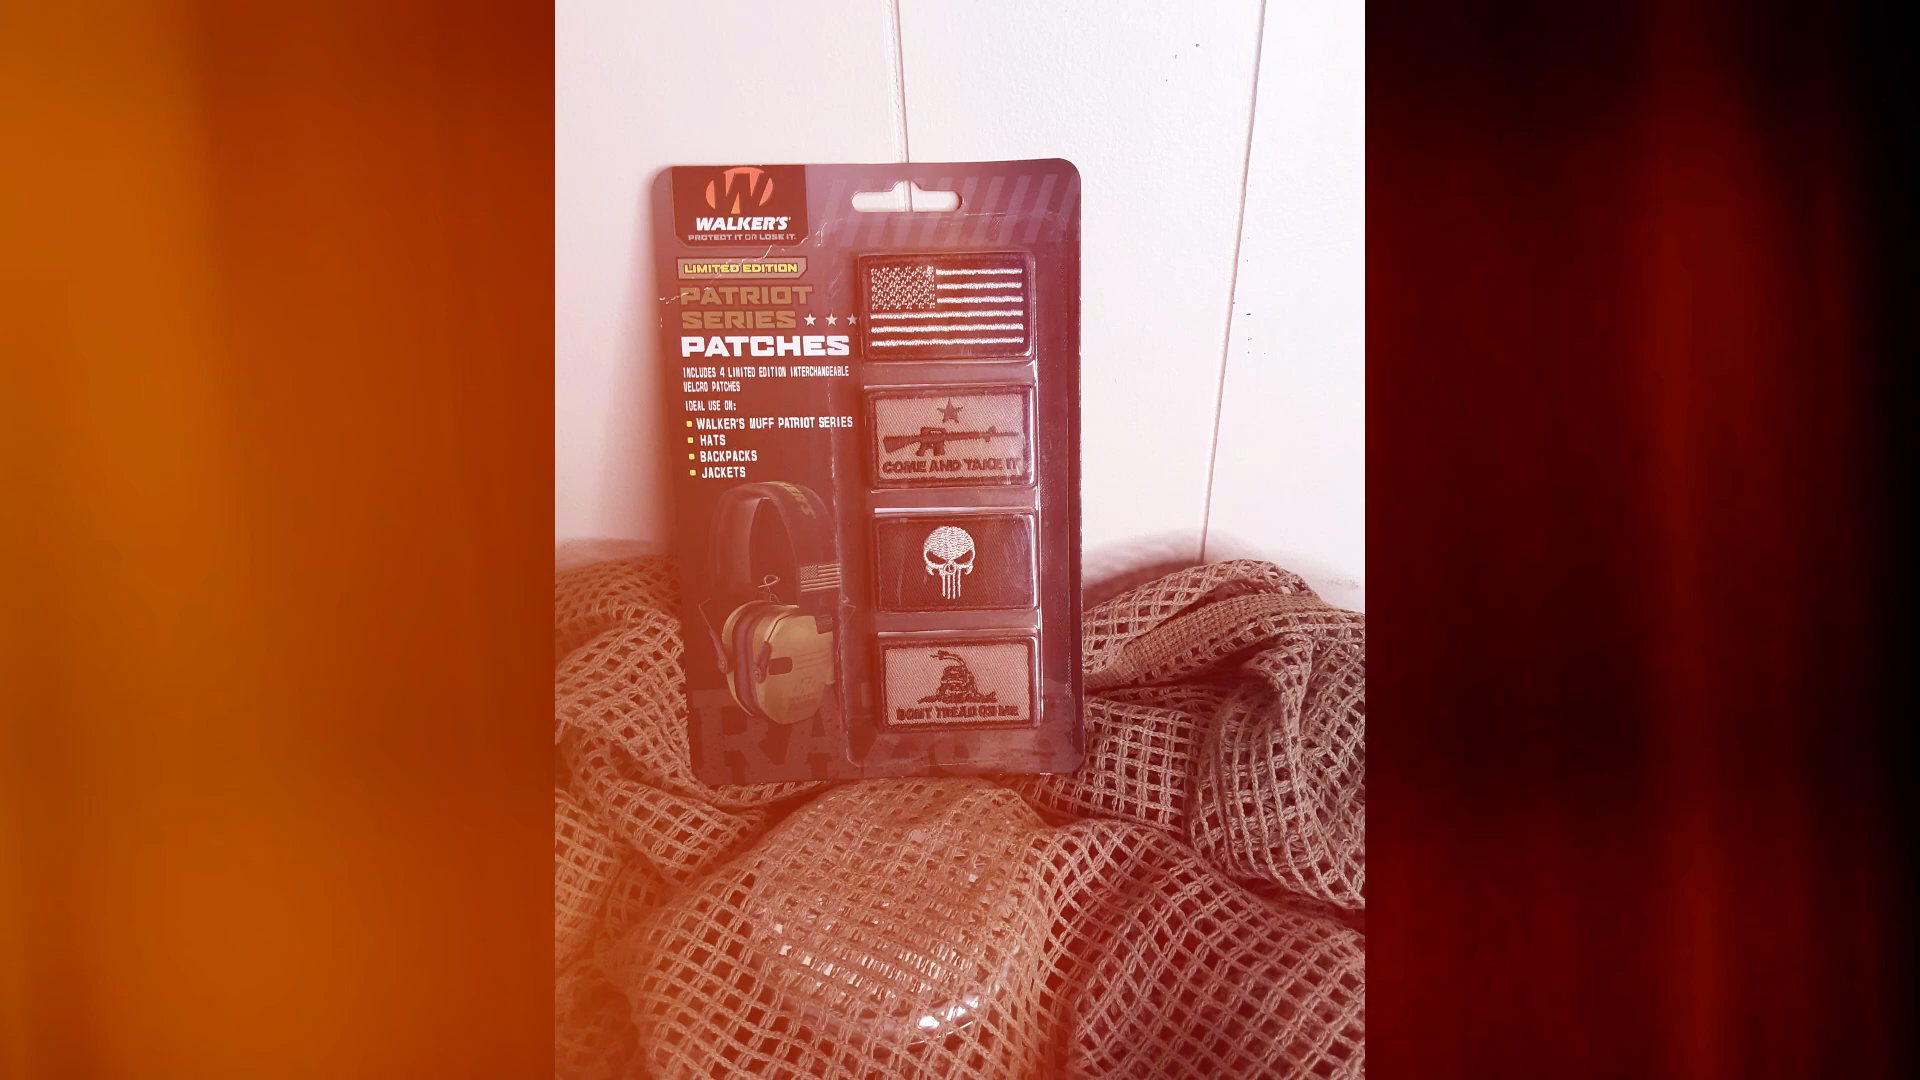 WALKER'S
PROTECT IT OR LOSE IT.
LIMITED EDITION
PATRIOT
SERIES
PATCHES
INCLUDES 4 LIMITED EDITION INTERCHANGEABLE
VELCRO PATCHES
IDEAL USE ON:
WALKER'S MUFF PATRIOT SERIES
HATS
BACKPACKS
JACKETS
COME AND TAKE IT
DON'T TREAD ON ME
RAZOR